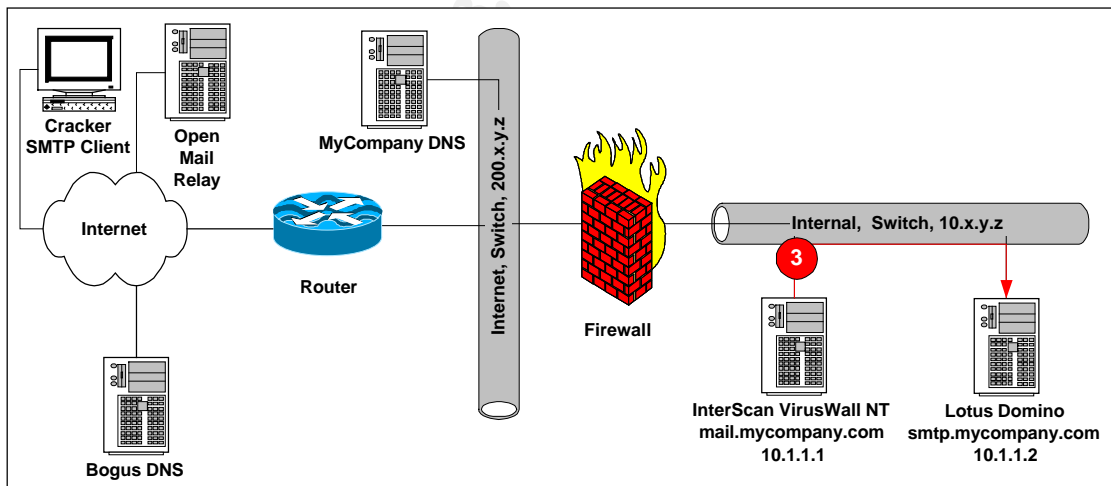 Cracker
SMTP Client
Open
Mail
Relay
MyCompany DNS
Internet, Switch, 200.x.y.z
Internet
Router
Firewall
Internal, Switch, 10.x.y.z
3
Bogus DNS
InterScan VirusWall NT
mail.mycompany.com
10.1.1.1
Lotus Domino
smtp.mycompany.com
10.1.1.2